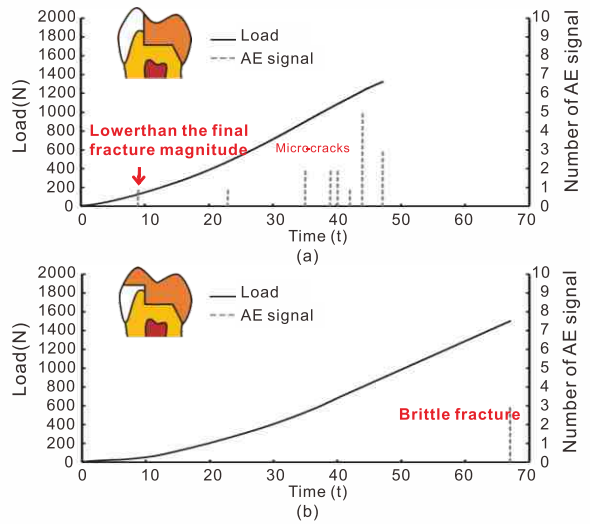 2000
1800
1600
1400
1200
1000
800
600
400
200
0
Load(N)
10
9
8
7
6
5
4
3
2
1
0
Number of AE signal
Load
AE signal
Lowerthan the final
fracture magnitude
Micro-cracks
0 10 20 30 40 50 60 70
Time (t)
(a)
2000
1800
1600
1400
1200
1000
800
600
400
200
0
Load(N)
10
9
8
7
6
5
4
3
2
1
0
Number of AE signal
Load
AE signal
Brittle fracture
0 10 20 30 40 50 60 70
Time (t)
(b)